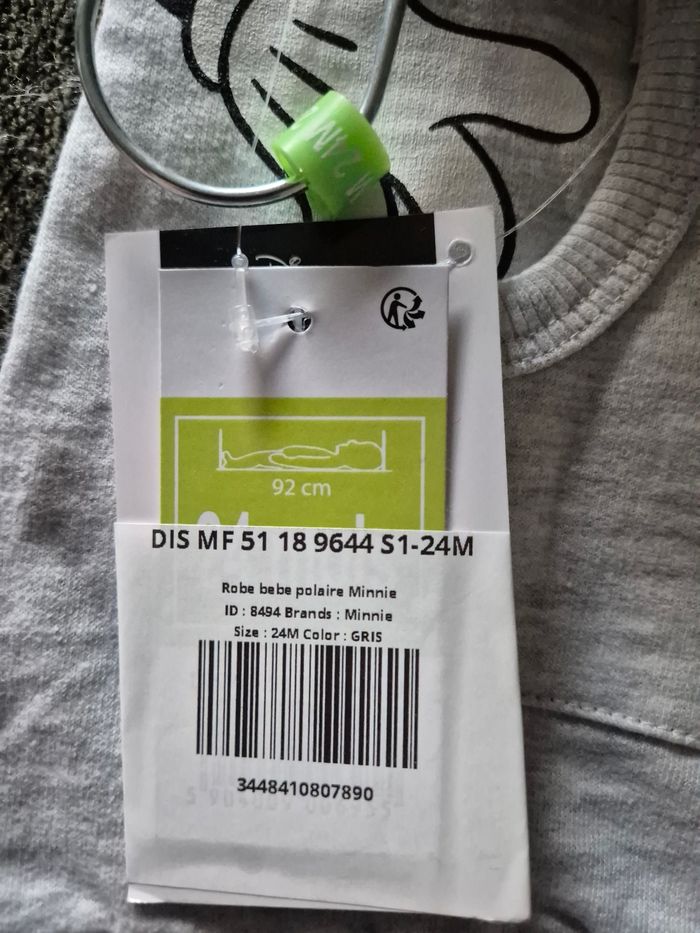 24M
92 cm
DIS MF 51 18 9644 S1-24M
Robe bebe polaire Minnie
ID : 8494 Brands : Minnie
Size : 24M Color : GRIS
3448410807890